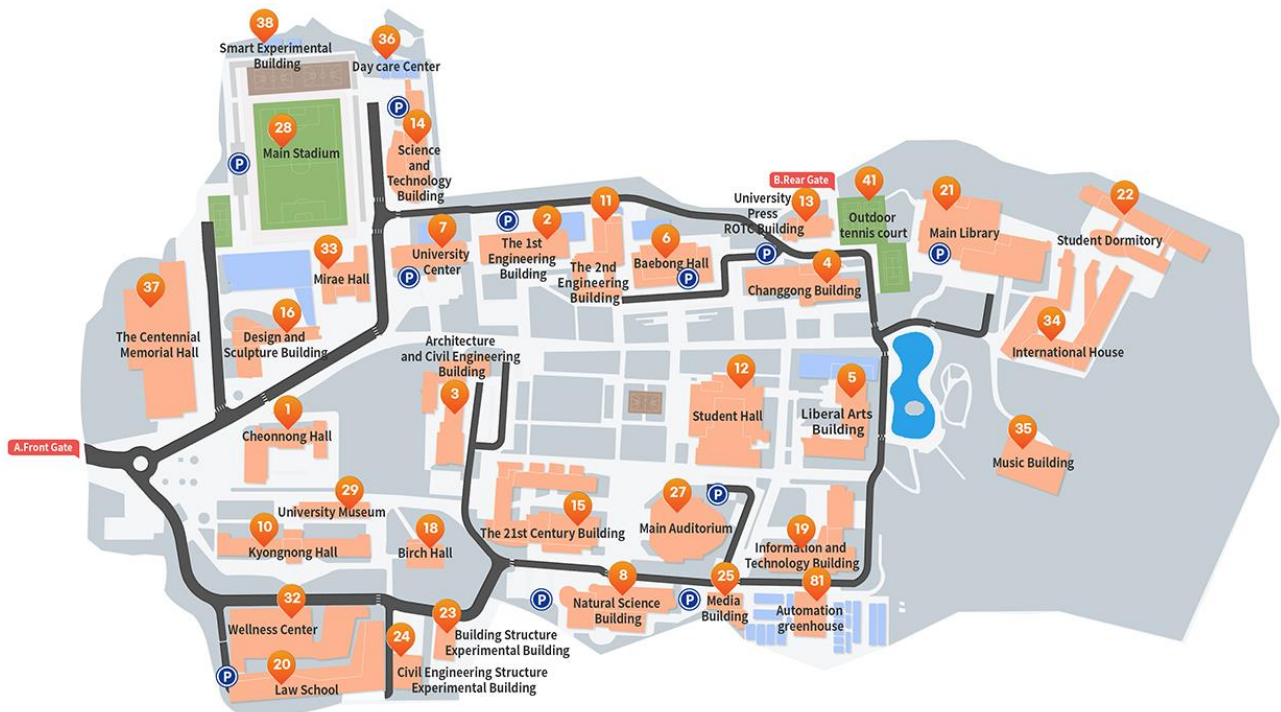 38
Smart Experimental
Building
36
Day care Center
P
28
Main Stadium
P
14
Science
and
Technology
Building
B.Rear Gate
41
Outdoor
tennis court
21
Main Library
P
22
Student Dormitory
13
University
Press
ROTC Building
P
11
The 2nd
Engineering
Building
2
The 1st
Engineering
Building
P
7
University
Center
P
6
Baebong Hall
P
4
Changgong Building
33
Mirae Hall
37
The Centennial
Memorial Hall
16
Design and
Sculpture Building
34
International House
Architecture
and Civil Engineering
Building
3
12
Student Hall
5
Liberal Arts
Building
1
Cheonnong Hall
A.Front Gate
35
Music Building
29
University Museum
10
Kyongnong Hall
18
Birch Hall
15
The 21st Century Building
27
Main Auditorium
P
19
Information and
Technology Building
8
Natural Science
Building
P
P
25
Media
Building
81
Automation
greenhouse
32
Wellness Center
23
Building Structure
Experimental Building
24
Civil Engineering Structure
Experimental Building
20
Law School
P